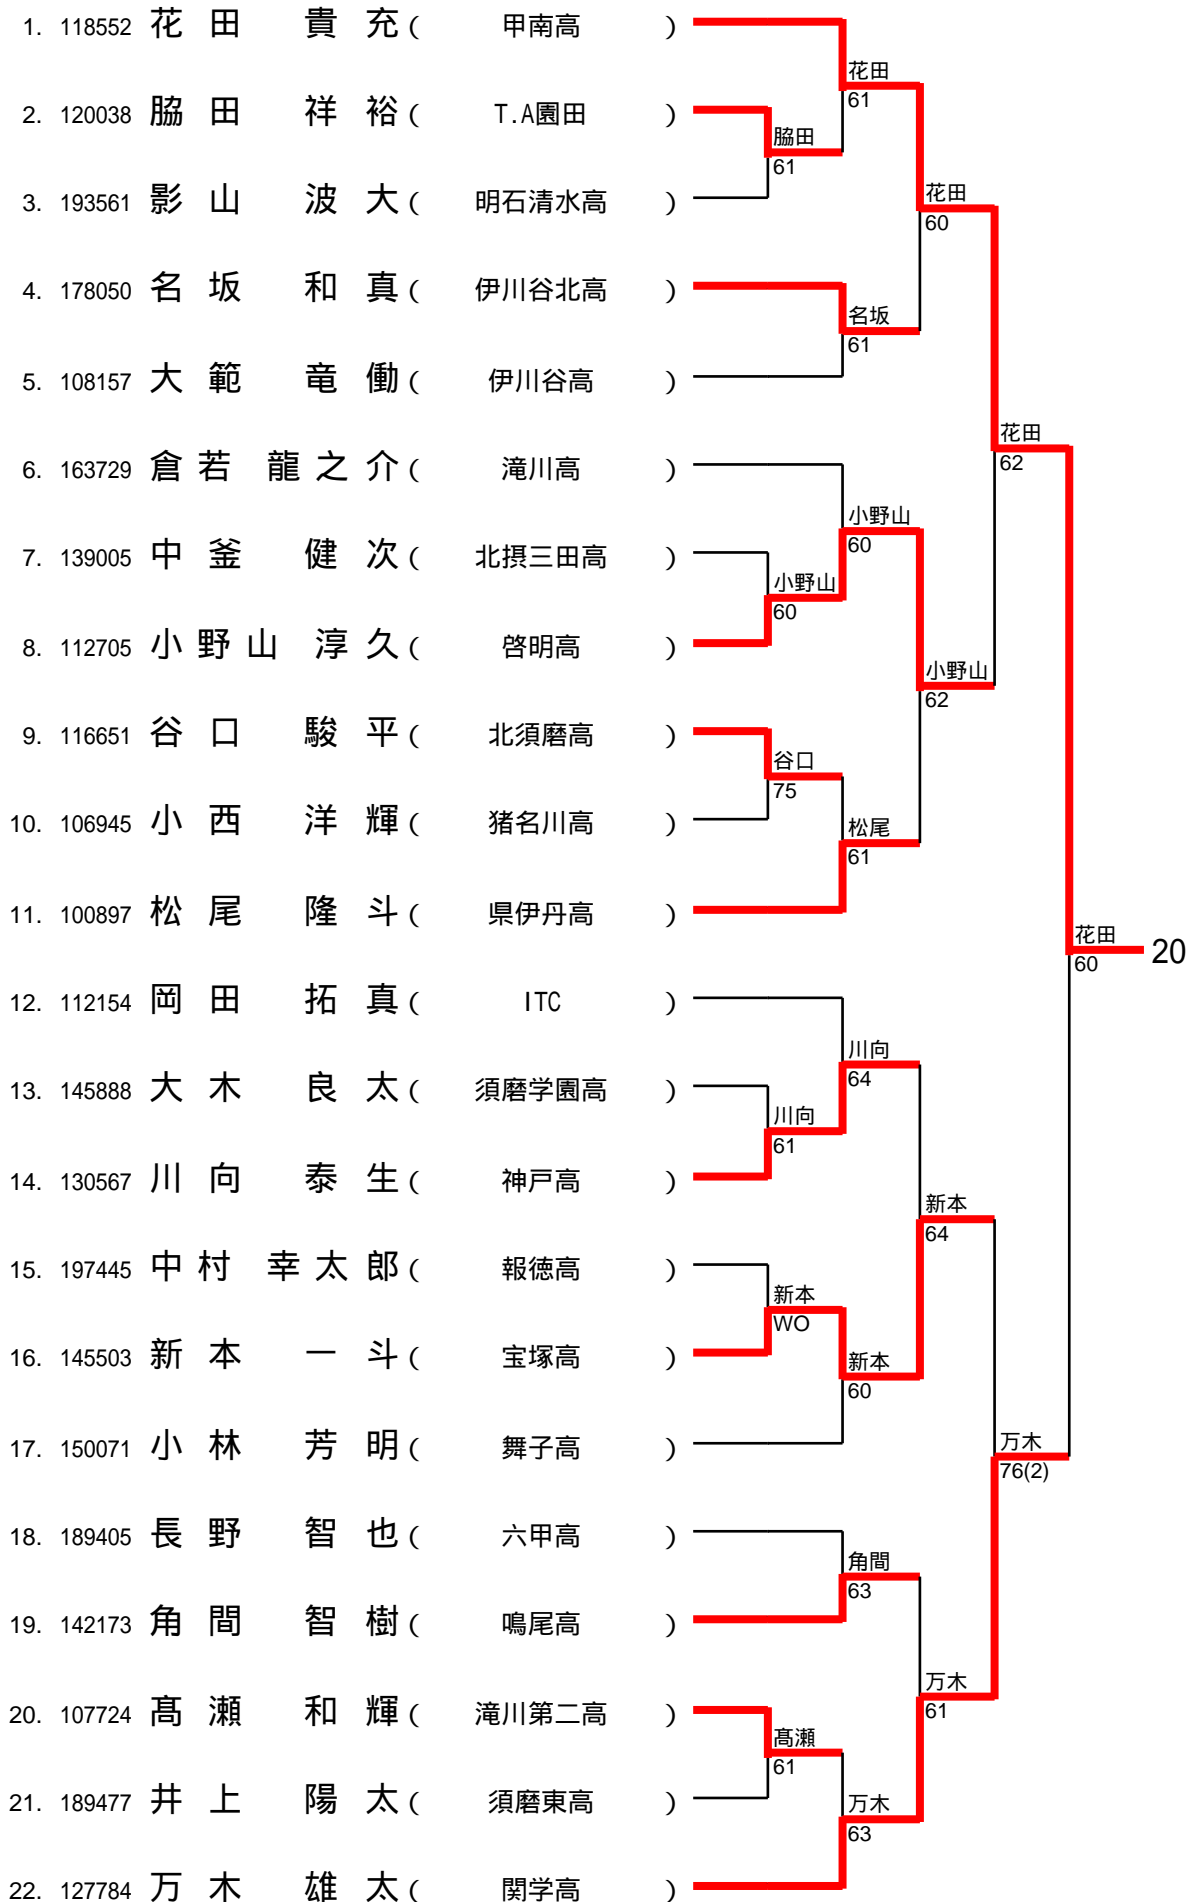 1. 118552 花田 貴充 ( 甲南高 )
花田
61
2. 120038 脇田 祥裕 ( T.A園田 )
脇田
61
3. 193561 影山 波大 ( 明石清水高 )
花田
60
4. 178050 名坂 和真 ( 伊川谷北高 )
名坂
61
5. 108157 大範 竜働 ( 伊川谷高 )
花田
62
6. 163729 倉若 龍之介 ( 滝川高 )
小野山
60
7. 139005 中釜 健次 ( 北摂三田高 )
小野山
60
8. 112705 小野山 淳久 ( 啓明高 )
小野山
62
9. 116651 谷口 駿平 ( 北須磨高 )
谷口
75
10. 106945 小西 洋輝 ( 猪名川高 )
松尾
61
11. 100897 松尾 隆斗 ( 県伊丹高 )
花田
60
20
12. 112154 岡田 拓真 ( ITC )
川向
64
13. 145888 大木 良太 ( 須磨学園高 )
川向
61
14. 130567 川向 泰生 ( 神戸高 )
新本
64
15. 197445 中村 幸太郎 ( 報徳高 )
新本
WO
16. 145503 新本 一斗 ( 宝塚高 )
新本
60
17. 150071 小林 芳明 ( 舞子高 )
万木
76(2)
18. 189405 長野 智也 ( 六甲高 )
角間
63
19. 142173 角間 智樹 ( 鳴尾高 )
万木
61
20. 107724 髙瀬 和輝 ( 滝川第二高 )
髙瀬
61
21. 189477 井上 陽太 ( 須磨東高 )
万木
63
22. 127784 万木 雄太 ( 関学高 )